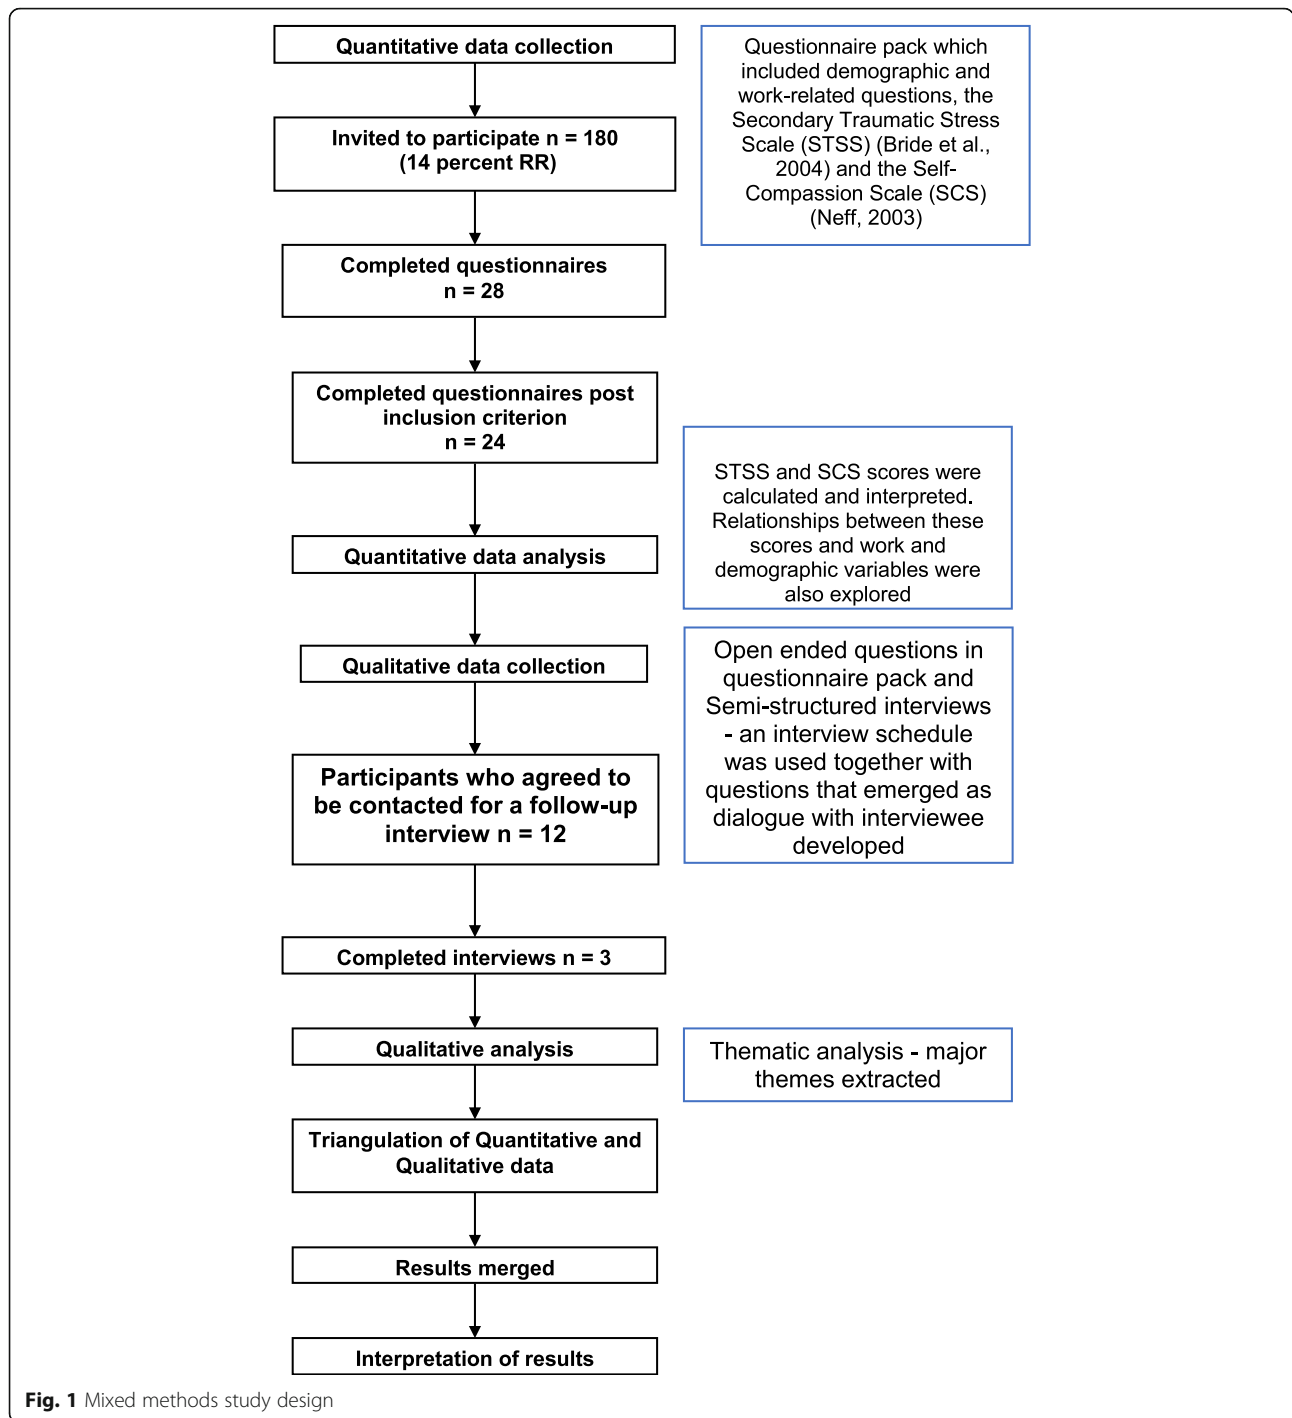 Quantitative data collection
Questionnaire pack which
included demographic and
work-related questions, the
Secondary Traumatic Stress
Scale (STSS) (Bride et al.,
2004) and the Self-
Compassion Scale (SCS)
(Neff, 2003)
Invited to participate n = 180
(14 percent RR)
Completed questionnaires
n = 28
Completed questionnaires post
inclusion criterion
n = 24
STSS and SCS scores were
calculated and interpreted.
Relationships between these
scores and work and
demographic variables were
also explored
Quantitative data analysis
Qualitative data collection
Open ended questions in
questionnaire pack and
Semi-structured interviews
- an interview schedule
was used together with
questions that emerged as
dialogue with interviewee
developed
Participants who agreed to
be contacted for a follow-up
interview n = 12
Completed interviews n = 3
Qualitative analysis
Thematic analysis - major
themes extracted
Triangulation of Quantitative and
Qualitative data
Results merged
Interpretation of results
Fig. 1 Mixed methods study design